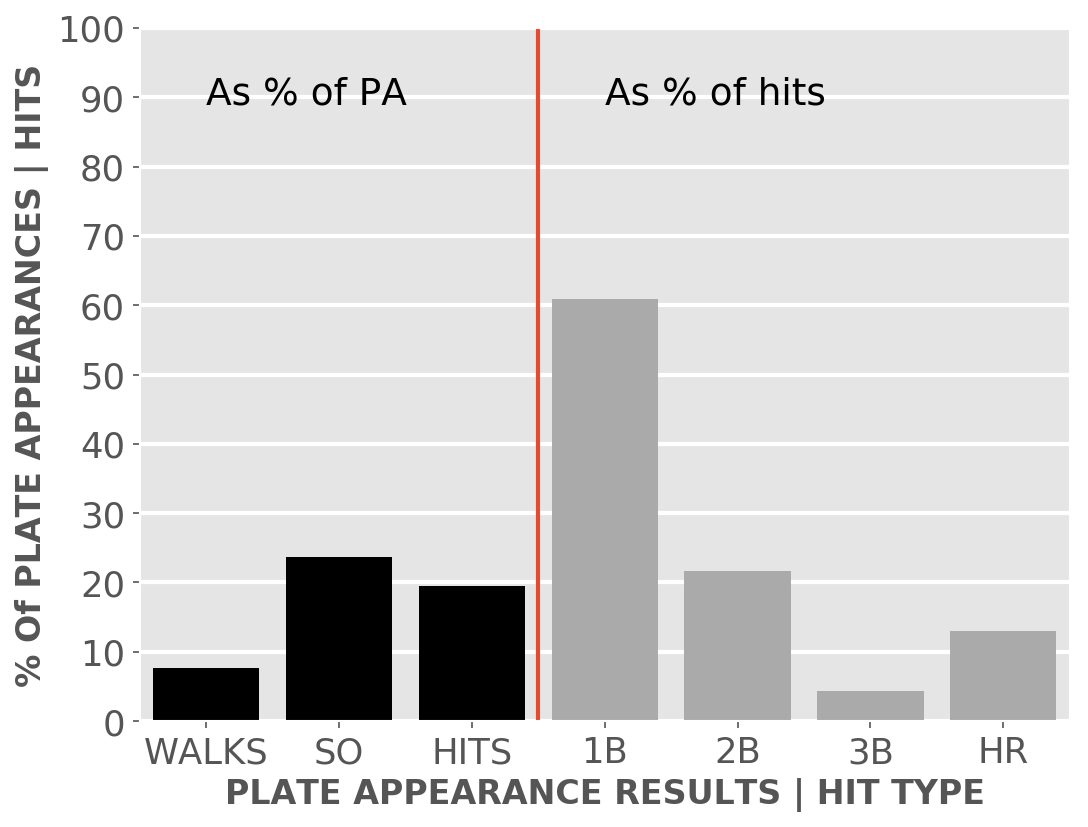 % Of PLATE APPEARANCES | HITS
100
90
80
70
60
50
40
30
20
10
0
As % of PA
As % of hits
WALKS SO HITS 1B 2B 3B HR
PLATE APPEARANCE RESULTS | HIT TYPE